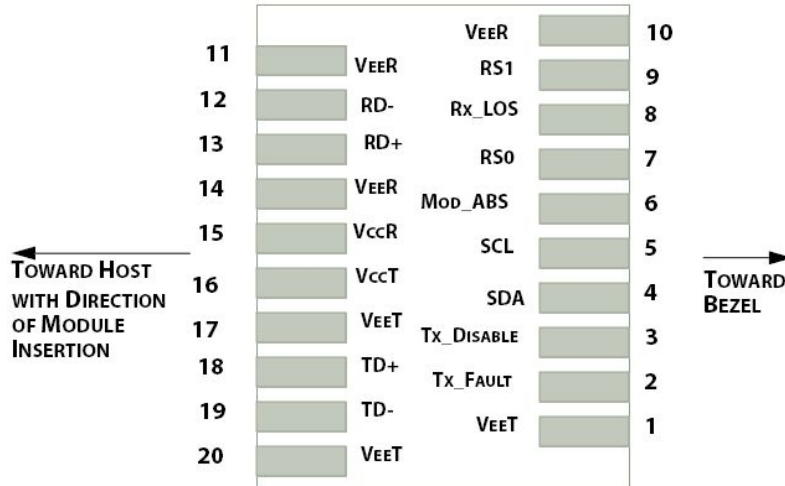 11 VEER
12 RD-
13 RD+
14 VEER
15 VCCR
16 VCCT
17 VEET
18 TD+
19 TD-
20 VEET
VEER 10
RS1 9
RX_LOS 8
RS0 7
MOD_ABS 6
SCL 5
SDA 4
TX_DISABLE 3
TX_FAULT 2
VEET 1
TOWARD HOST
WITH DIRECTION
OF MODULE
INSERTION
TOWARD
BEZEL